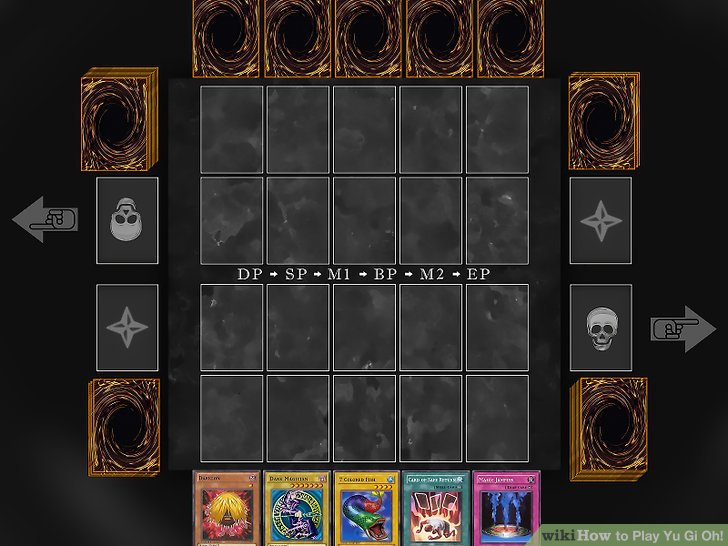 DP → SP → M1 → BP → M2 → EP
Dark Magician
7 Colored Fish
Card of Safe Return
Magic Jammer
wikiHow to Play Yu Gi Oh!